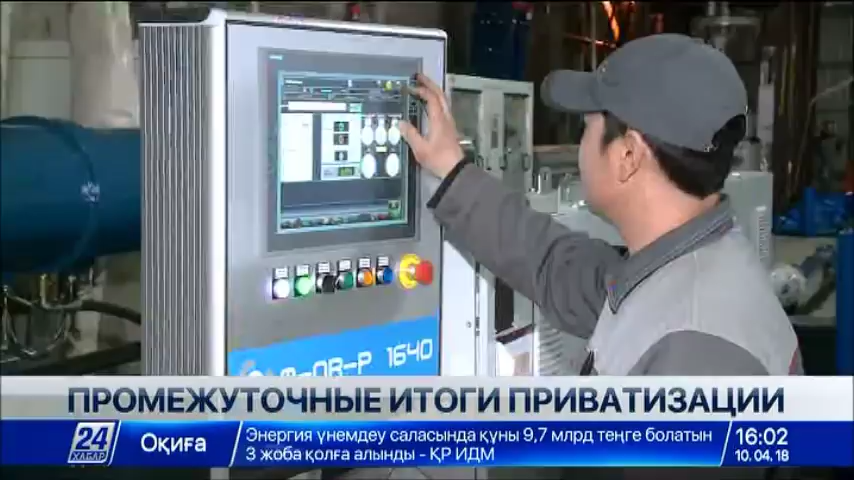 1640
ПРОМЕЖУТОЧНЫЕ ИТОГИ ПРИВАТИЗАЦИИ
24
ХАБАР
Оқиға
Энергия үнемдеу саласында құны 9,7 млрд теңге болатын
3 жоба қолға алынды - ҚР ИДМ
16:02
10.04.18